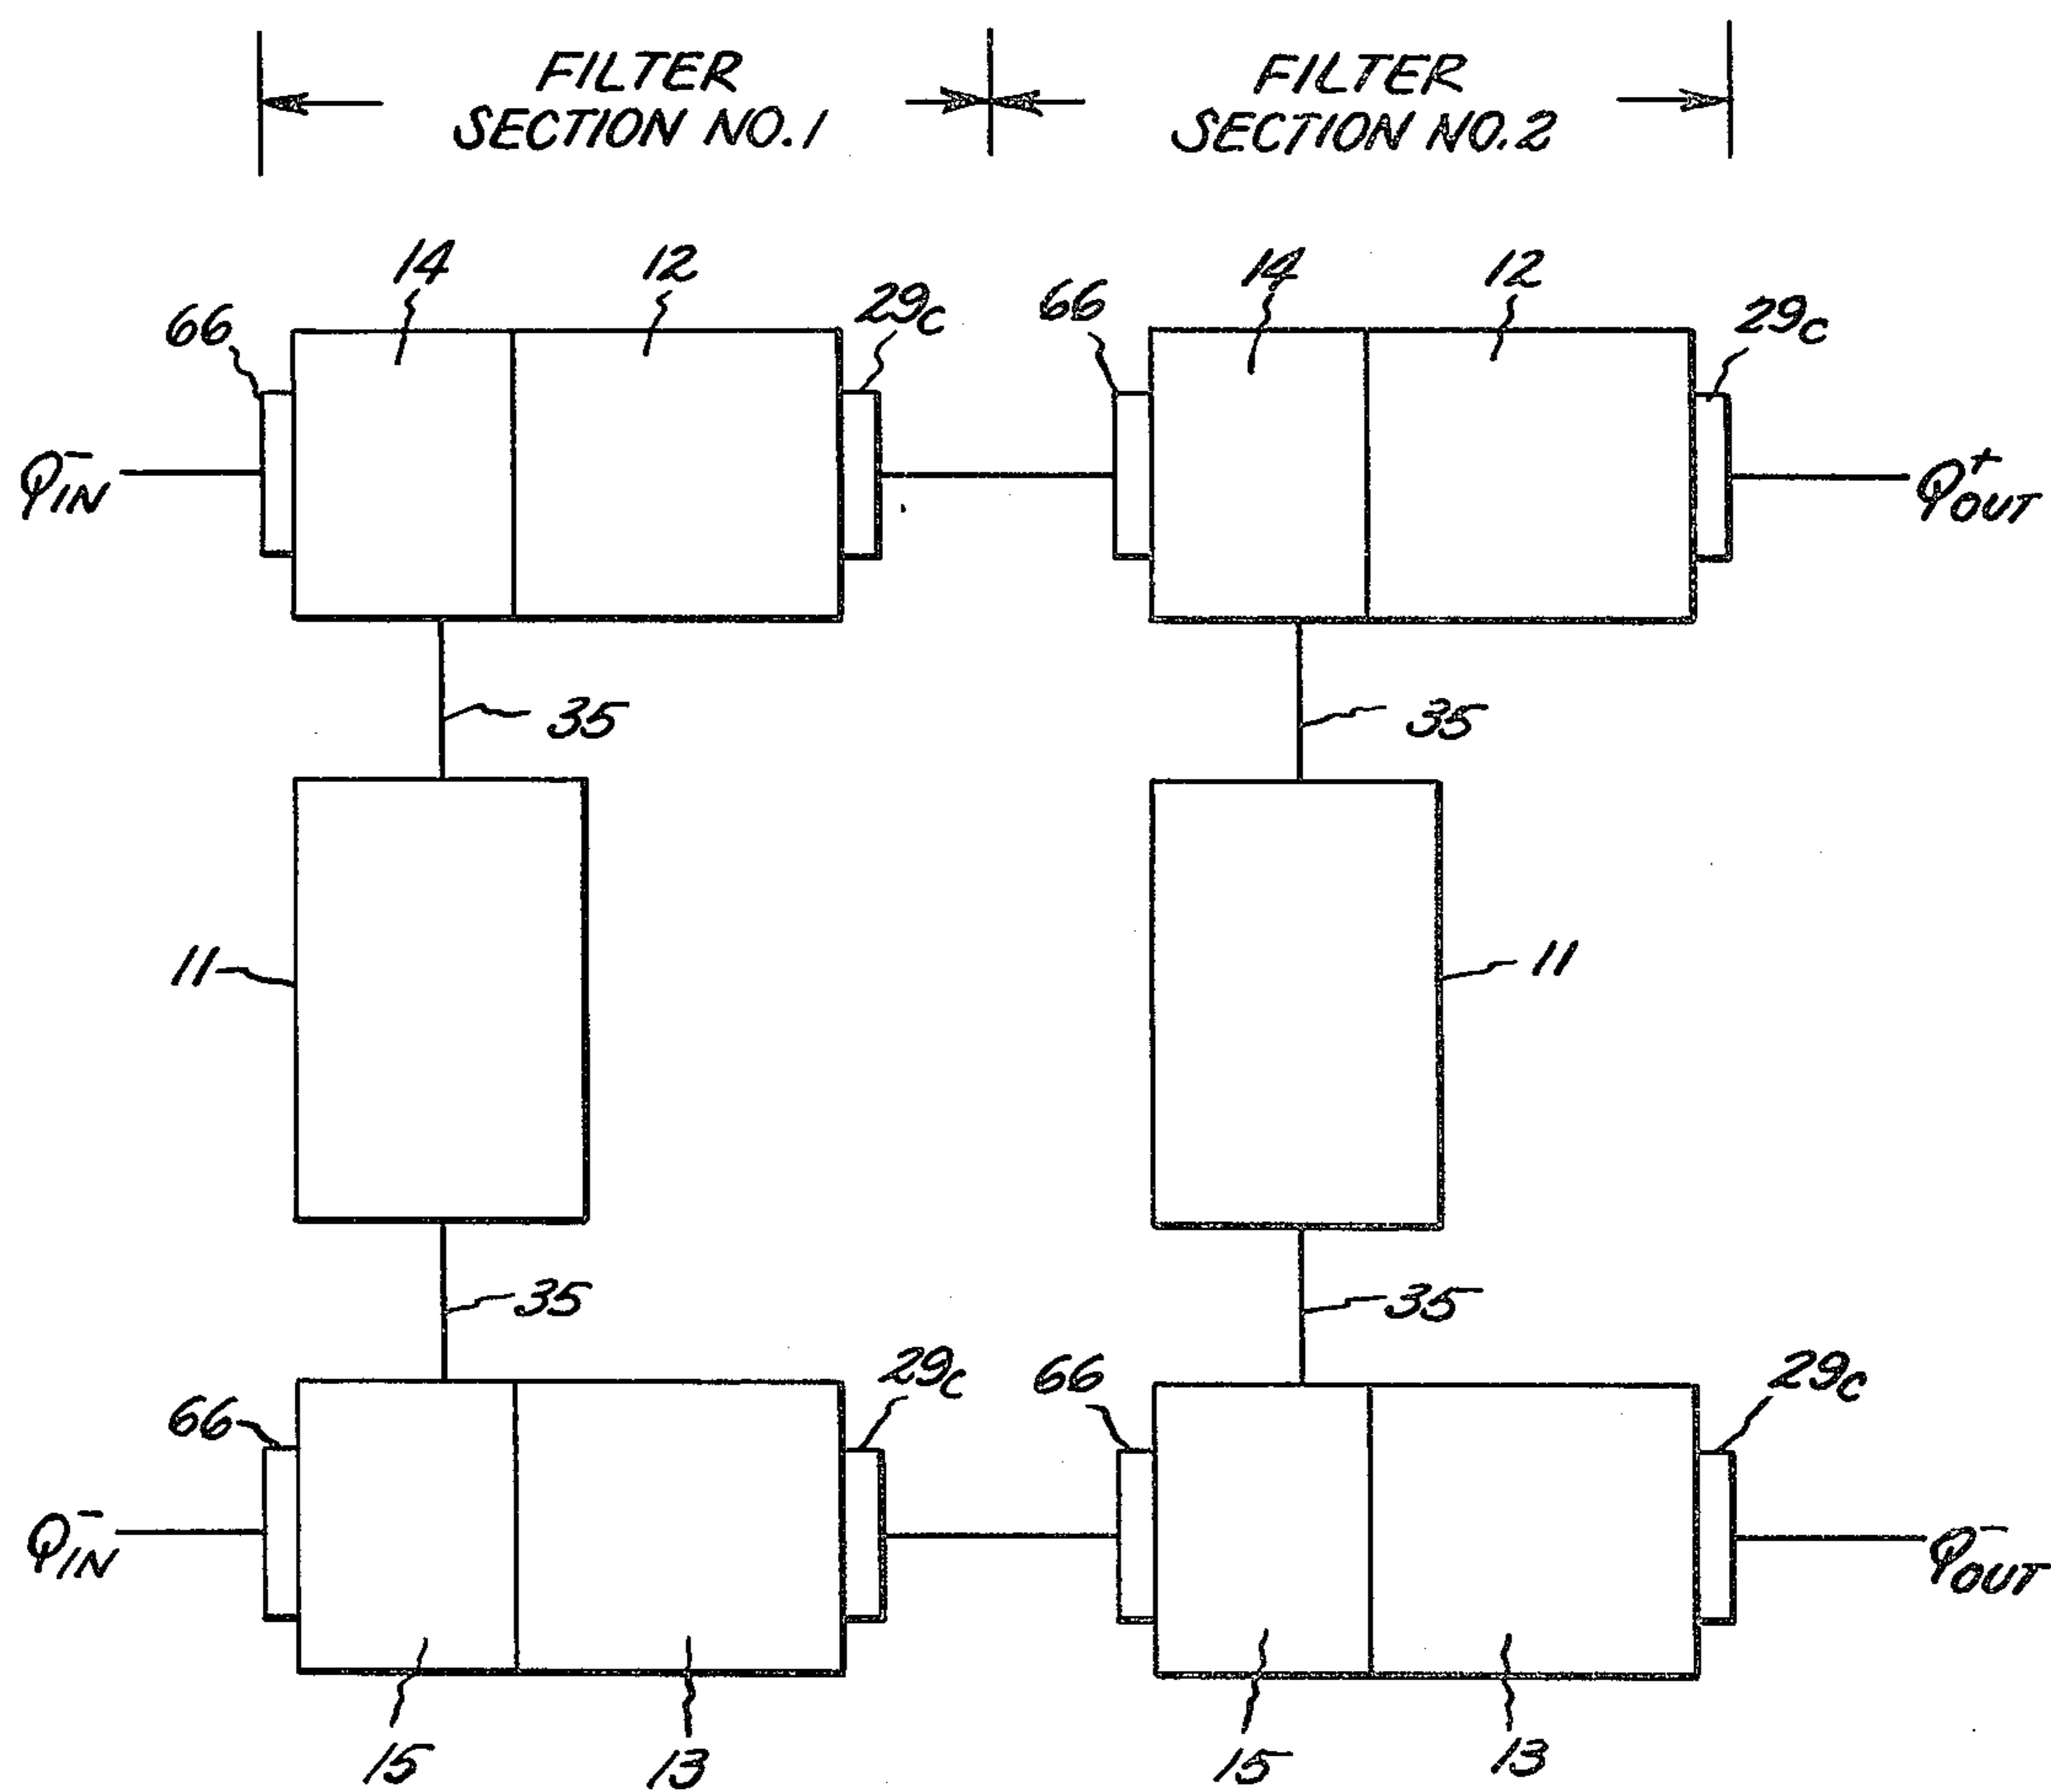 FILTER
SECTION NO. 1
FILTER
SECTION NO. 2
14
12
14
12
66
29c
66
29c
Q⁻IN
Q⁺OUT
35
35
11
11
35
35
66
29c
66
29c
Q⁻IN
Q⁻OUT
15
13
15
13